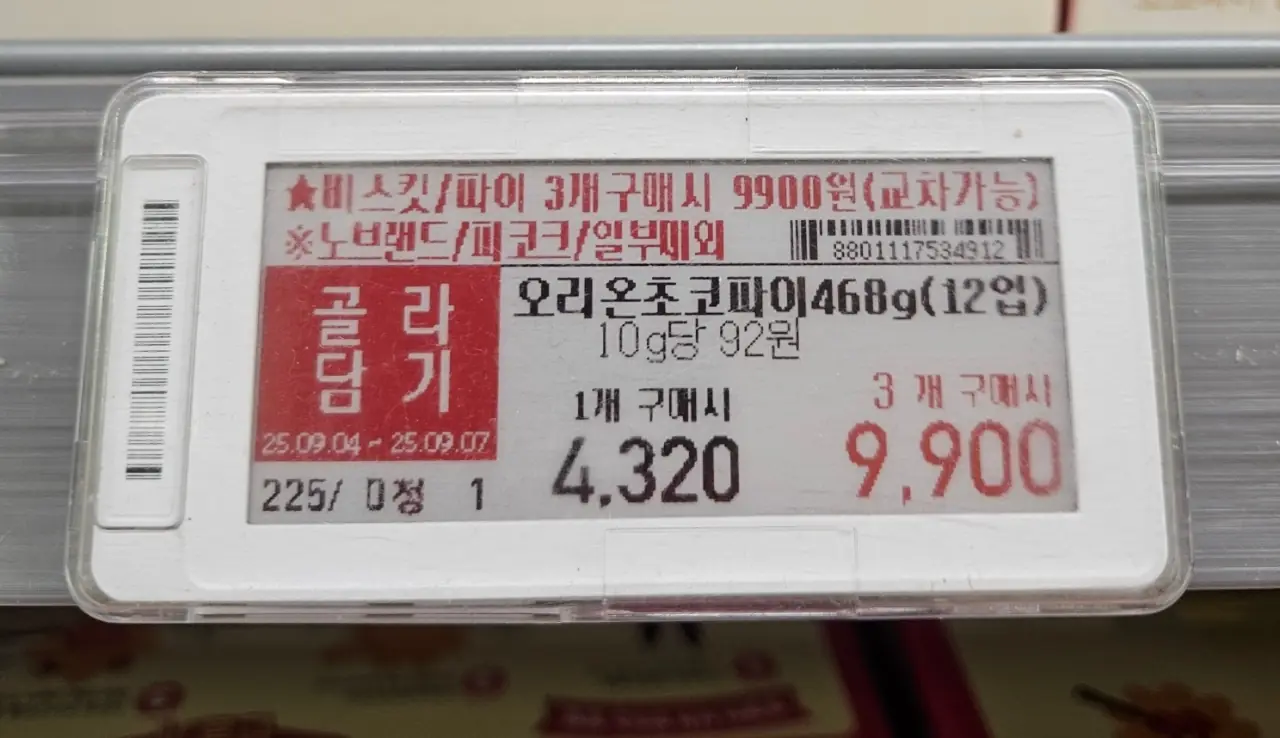 ★비스킷/파이 3개구매시 9900원(교차가능)
※노브랜드/피코크/일부제외
8801117534912
골라
담기
25.09.04 ~ 25.09.07
오리온초코파이468g(12입)
10g당 92원
1개 구매시
4,320
3 개 구매시
9,900
225/ 0정 1